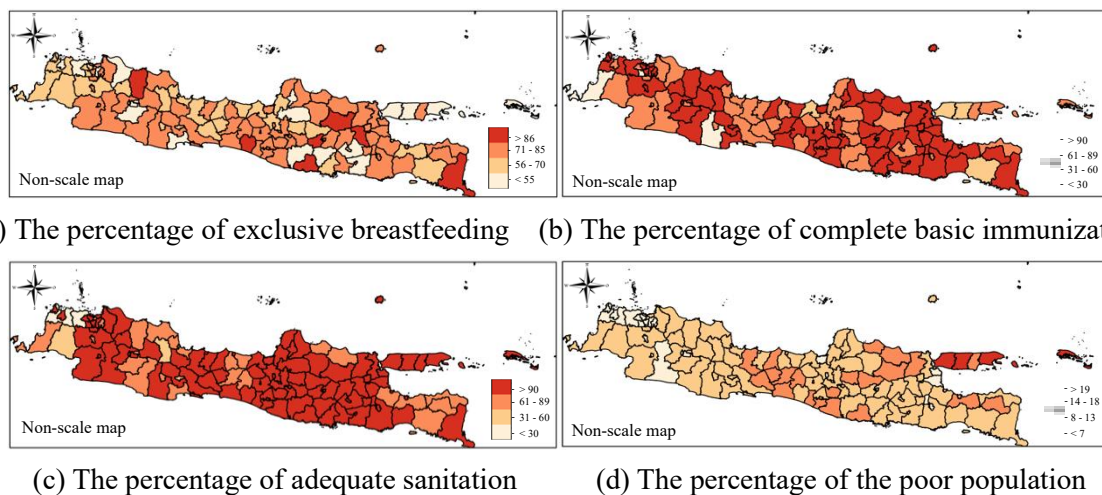 > 86
71 - 85
56 - 70
< 55
Non-scale map
> 90
61 - 89
31 - 60
< 30
Non-scale map
) The percentage of exclusive breastfeeding
(b) The percentage of complete basic immunizat
> 90
61 - 89
31 - 60
< 30
Non-scale map
> 19
14 - 18
8 - 13
< 7
Non-scale map
(c) The percentage of adequate sanitation
(d) The percentage of the poor population